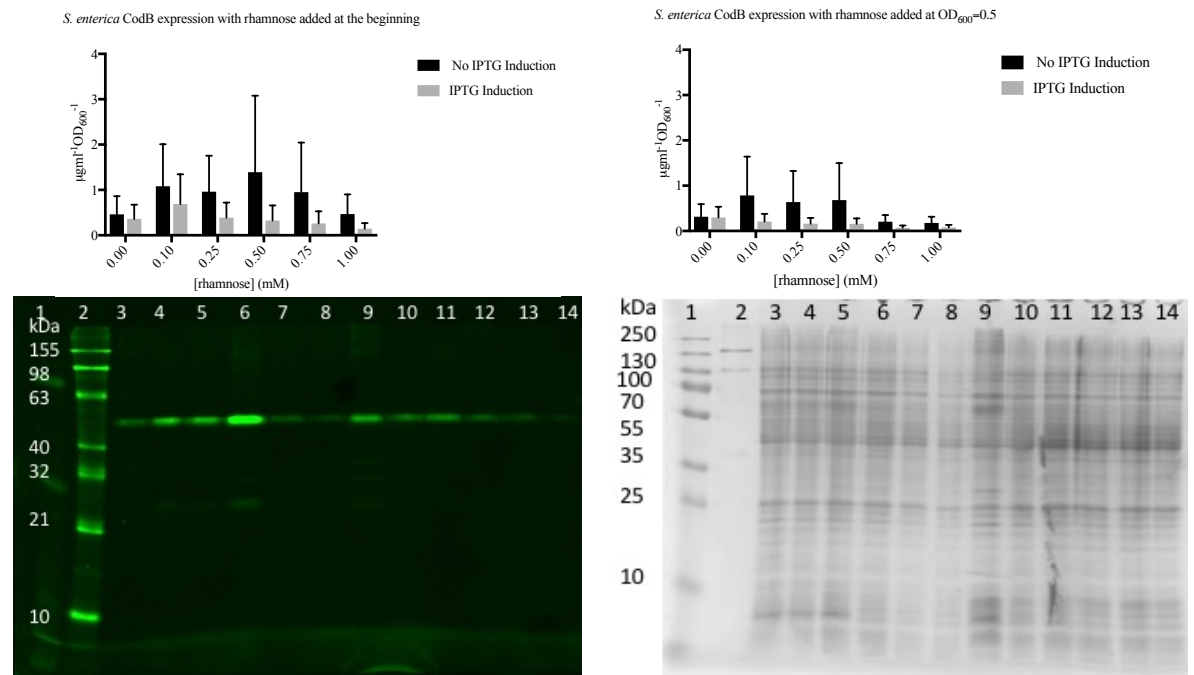 S. enterica CodB expression with rhamnose added at the beginning
4
3
2
1
0
µgml⁻¹OD₆₀₀⁻¹
No IPTG Induction
IPTG Induction
0.00 0.10 0.25 0.50 0.75 1.00
[rhamnose] (mM)
S. enterica CodB expression with rhamnose added at OD₆₀₀=0.5
4
3
2
1
0
µgml⁻¹OD₆₀₀⁻¹
No IPTG Induction
IPTG Induction
0.00 0.10 0.25 0.50 0.75 1.00
[rhamnose] (mM)
1 2 3 4 5 6 7 8 9 10 11 12 13 14
kDa
155
98
63
40
32
21
10
kDa 1 2 3 4 5 6 7 8 9 10 11 12 13 14
250
130
100
70
55
35
25
10